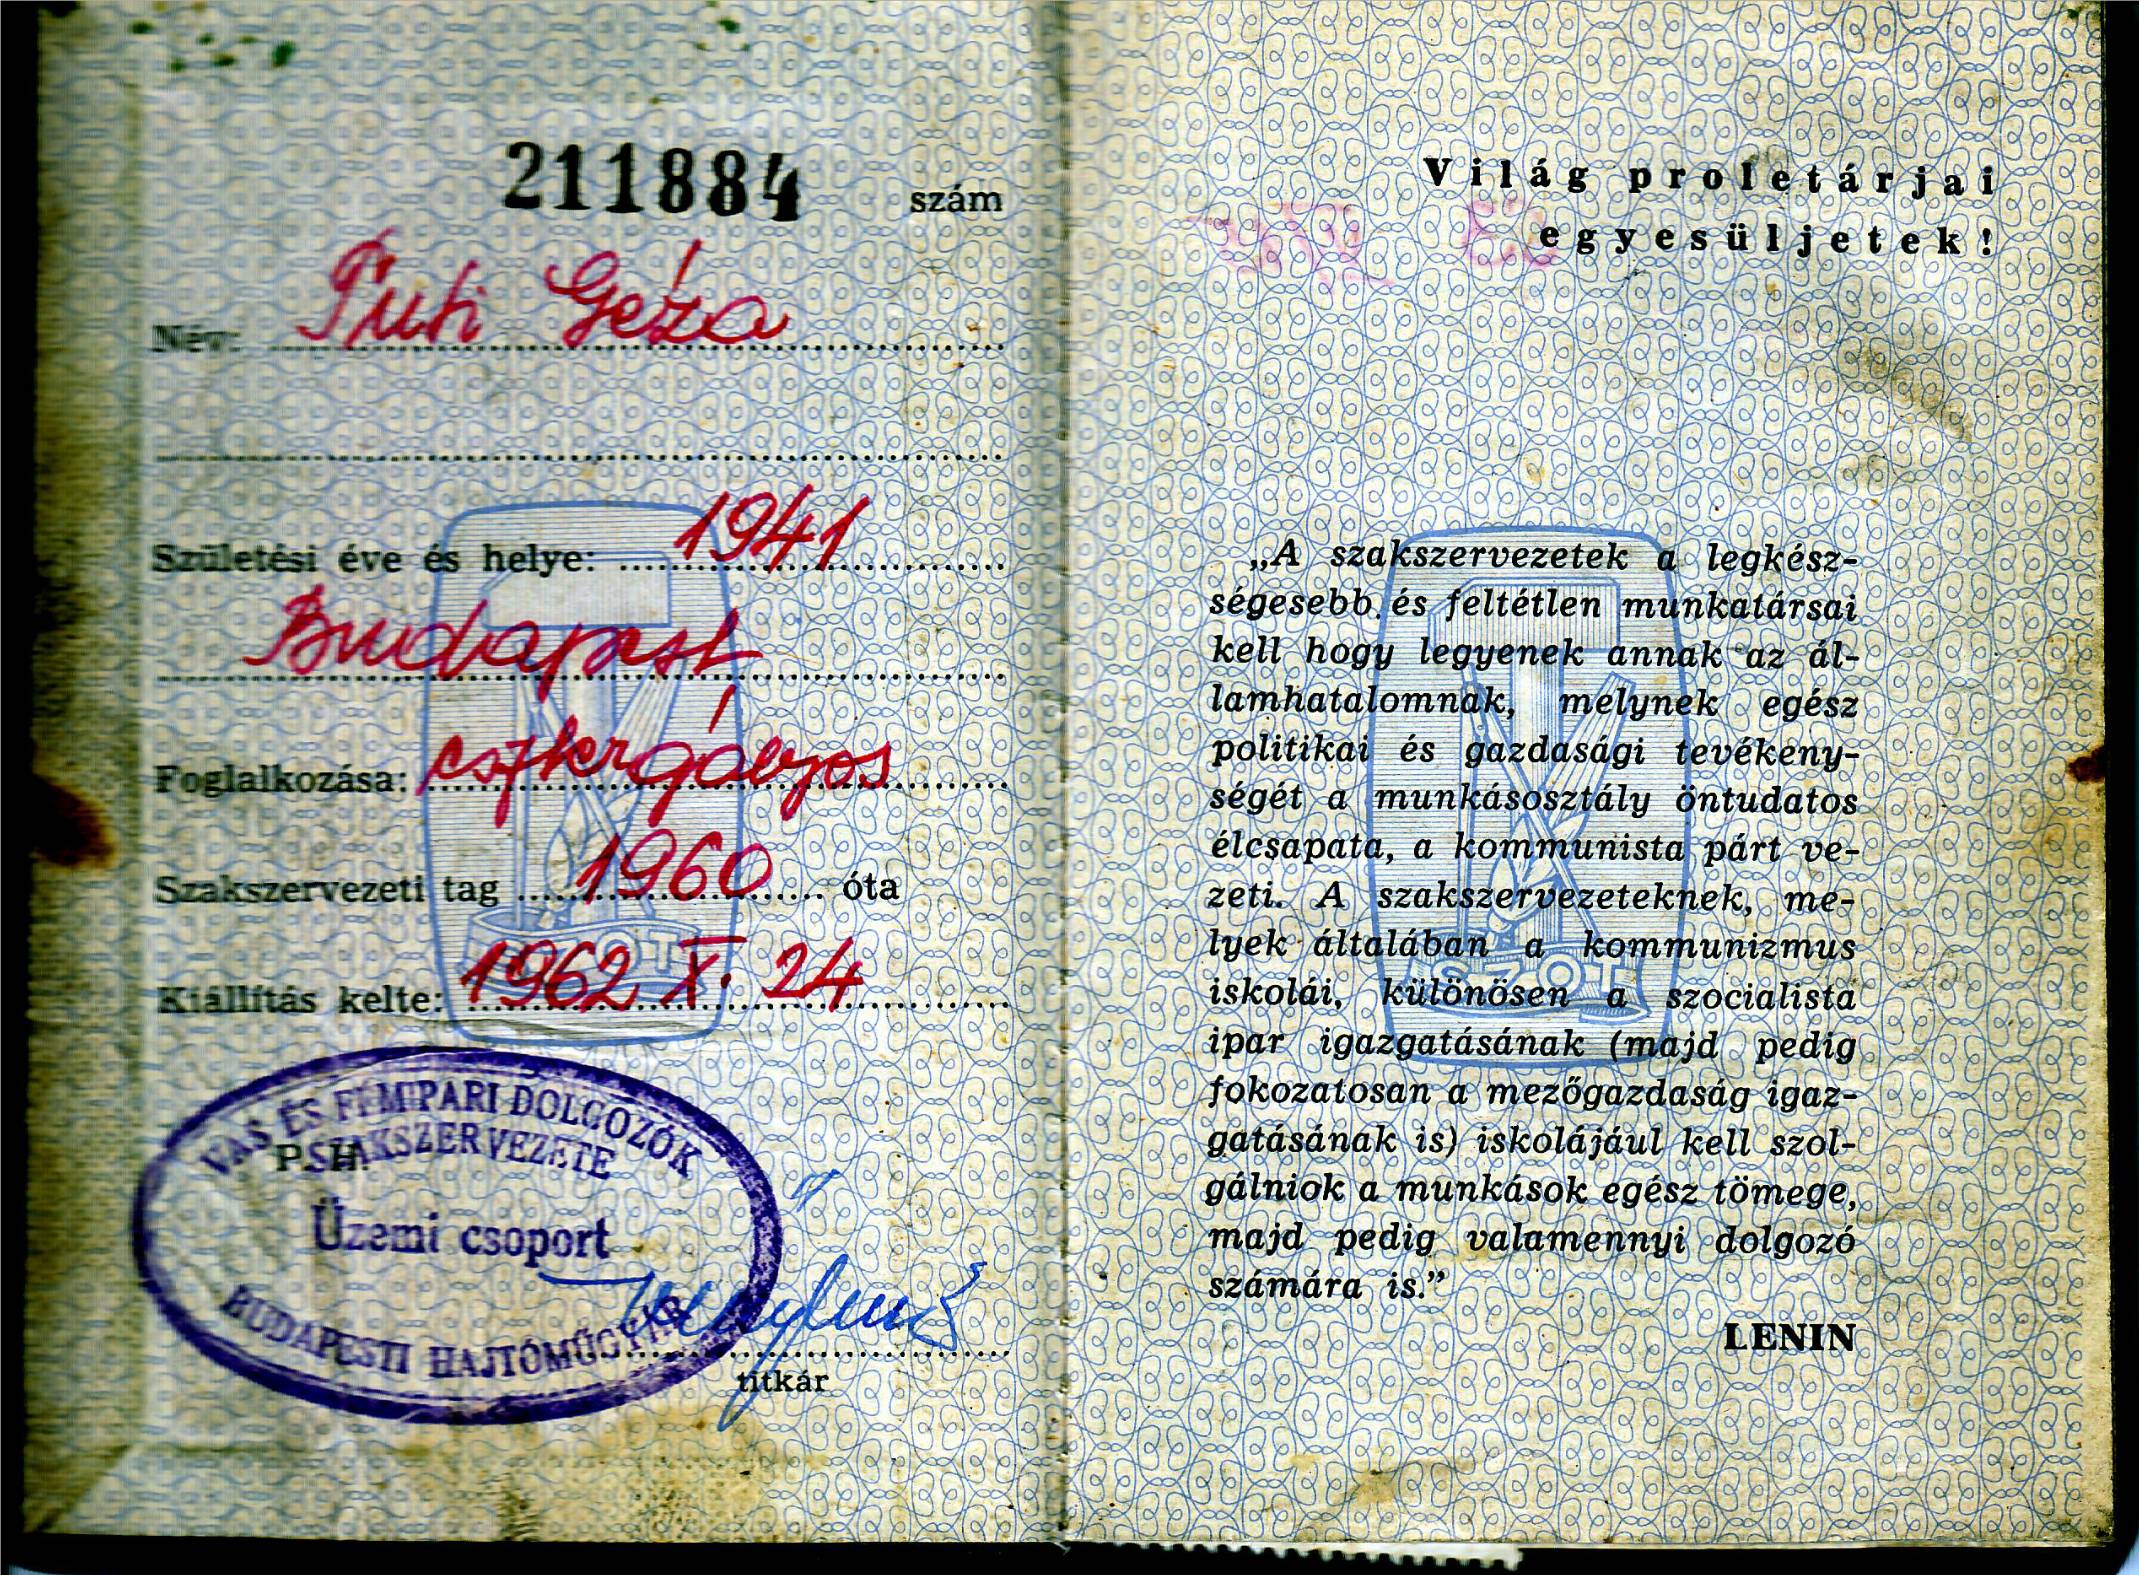 211884 szám
Név: Puti Géza
Születési éve és helye: 1941
Budapest
Foglalkozása: esztergályos
Szakszervezeti tag 1960 óta
Kiállítás kelte: 1962 X. 24
VAS ÉS FÉMIPARI DOLGOZÓK
SZAKSZERVEZETE
P.H.
Üzemi csoport
BUDAPESTI HAJTÓMŰGYÁR
titkár
Világ proletárjai
egyesüljetek!
„A szakszervezetek a legkész-
ségesebb és feltétlen munkatársai
kell hogy legyenek annak az ál-
lamhatalomnak, melynek egész
politikai és gazdasági tevékeny-
ségét a munkásosztály öntudatos
élcsapata, a kommunista párt ve-
zeti. A szakszervezeteknek, me-
lyek általában a kommunizmus
iskolái, különösen a szocialista
ipar igazgatásának (majd pedig
fokozatosan a mezőgazdaság igaz-
gatásának is) iskolájául kell szol-
gálniok a munkások egész tömege,
majd pedig valamennyi dolgozó
számára is.”
LENIN
SZOT
SZOT